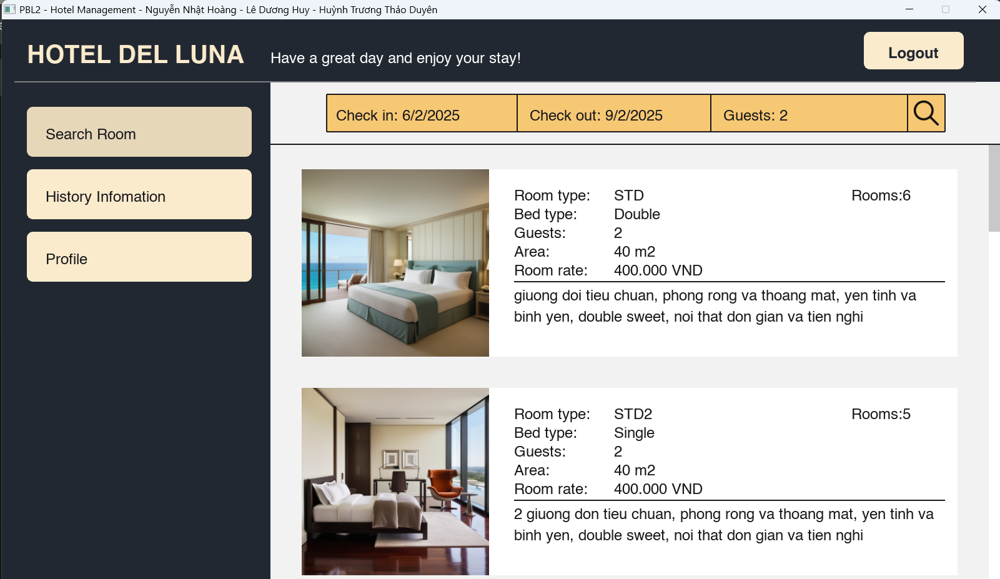 PBL2 - Hotel Management - Nguyễn Nhật Hoàng - Lê Dương Huy - Huỳnh Trương Thảo Duyên
HOTEL DEL LUNA
Have a great day and enjoy your stay!
Logout
Search Room
History Infomation
Profile
Check in: 6/2/2025
Check out: 9/2/2025
Guests: 2
Room type: STD
Rooms:6
Bed type: Double
Guests: 2
Area: 40 m2
Room rate: 400.000 VND
giuong doi tieu chuan, phong rong va thoang mat, yen tinh va
binh yen, double sweet, noi that don gian va tien nghi
Room type: STD2
Rooms:5
Bed type: Single
Guests: 2
Area: 40 m2
Room rate: 400.000 VND
2 giuong don tieu chuan, phong rong va thoang mat, yen tinh va
binh yen, double sweet, noi that don gian va tien nghi